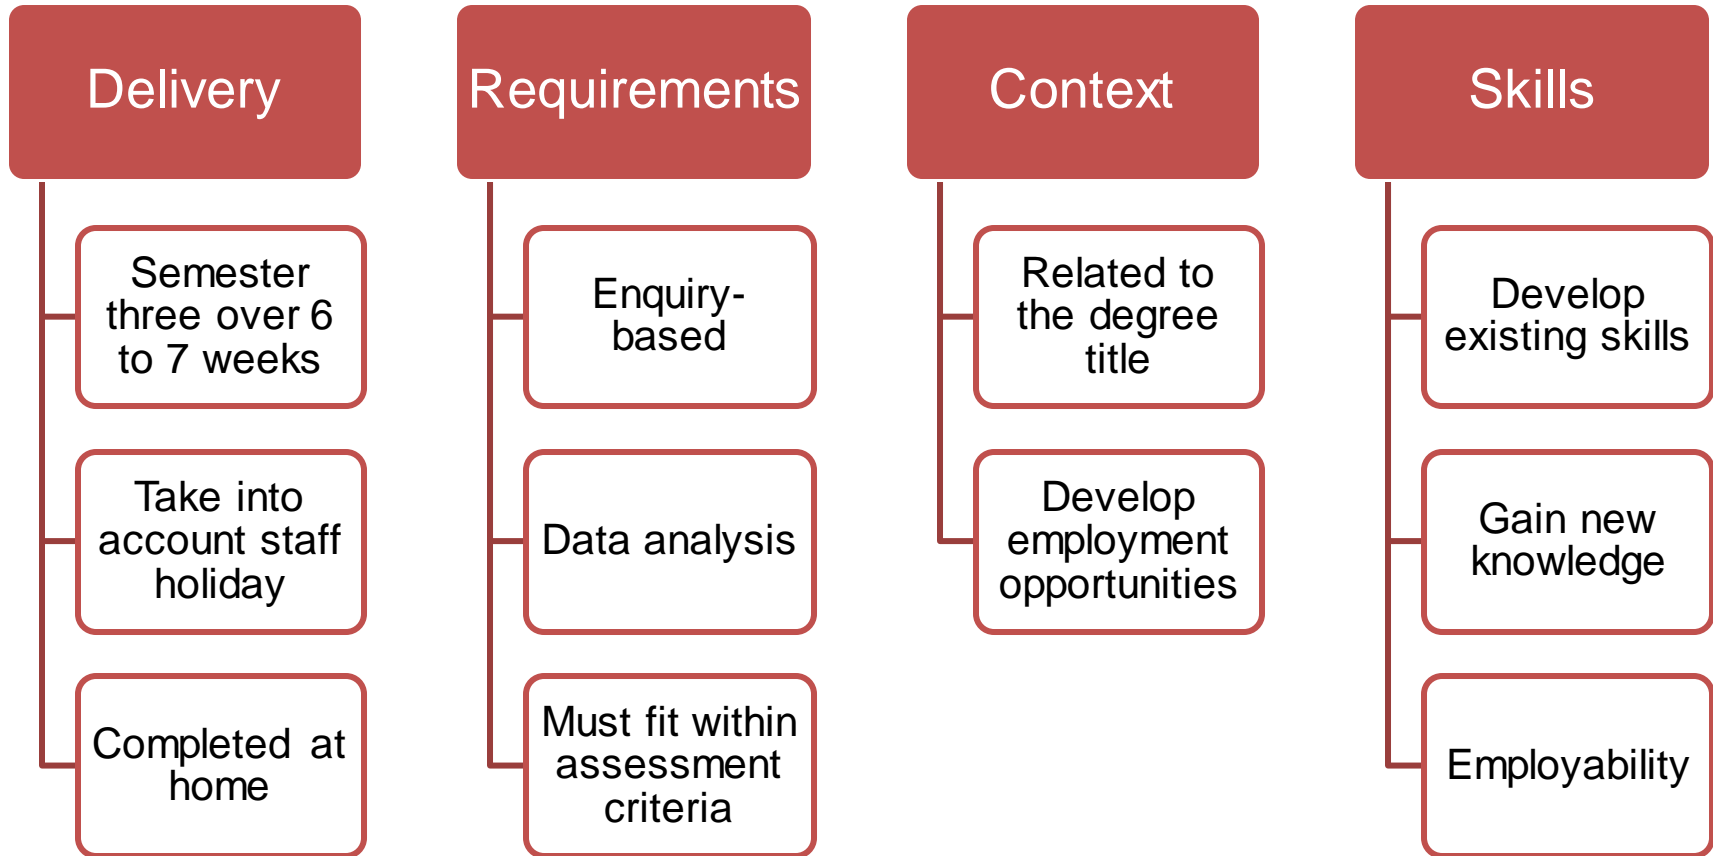 Delivery
Semester
three over 6
to 7 weeks
Take into
account staff
holiday
Completed at
home
Requirements
Enquiry-
based
Data analysis
Must fit within
assessment
criteria
Context
Related to
the degree
title
Develop
employment
opportunities
Skills
Develop
existing skills
Gain new
knowledge
Employability